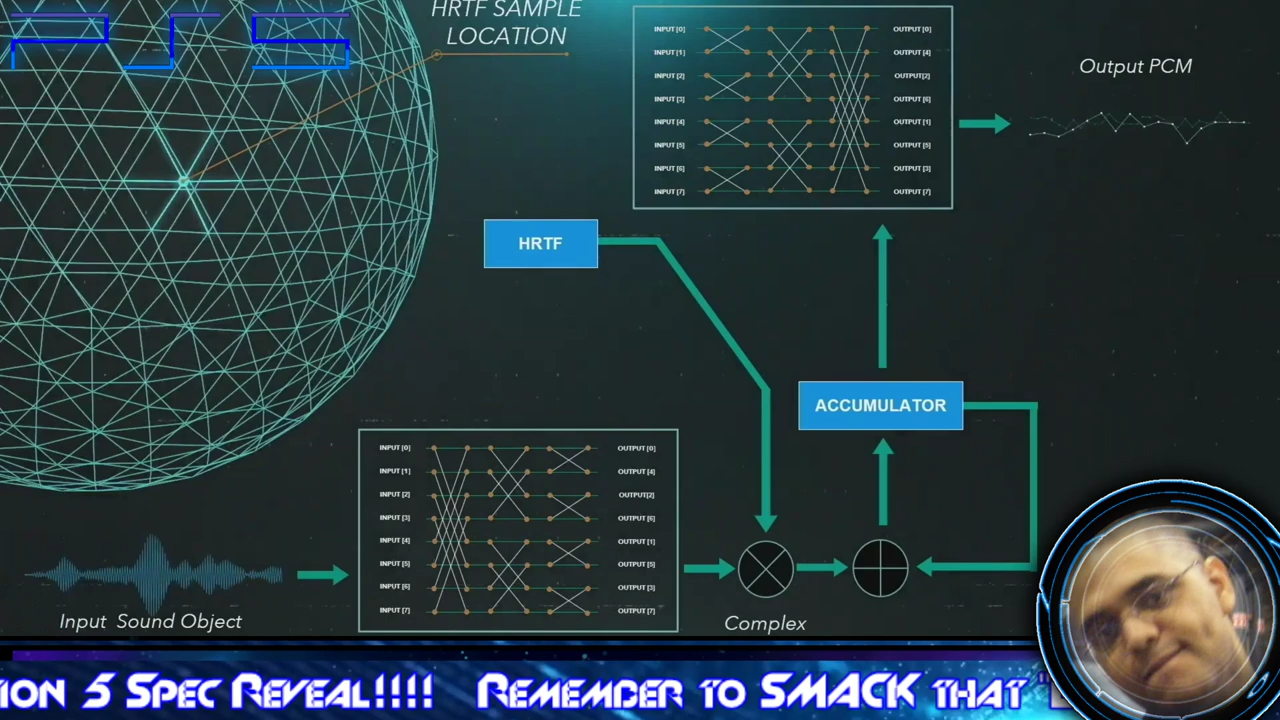 PS5
HRTF SAMPLE
LOCATION
INPUT [0] OUTPUT [0]
INPUT [1] OUTPUT [4]
INPUT [2] OUTPUT[2]
INPUT [3] OUTPUT [6]
INPUT [4] OUTPUT [1]
INPUT [5] OUTPUT [5]
INPUT [6] OUTPUT [3]
INPUT [7] OUTPUT [7]
Output PCM
HRTF
ACCUMULATOR
INPUT [0] OUTPUT [0]
INPUT [1] OUTPUT [4]
INPUT [2] OUTPUT[2]
INPUT [3] OUTPUT [6]
INPUT [4] OUTPUT [1]
INPUT [5] OUTPUT [5]
INPUT [6] OUTPUT [3]
INPUT [7] OUTPUT [7]
Input Sound Object
Complex
ion 5 Spec Reveal!!!! Remember to SMACK that "